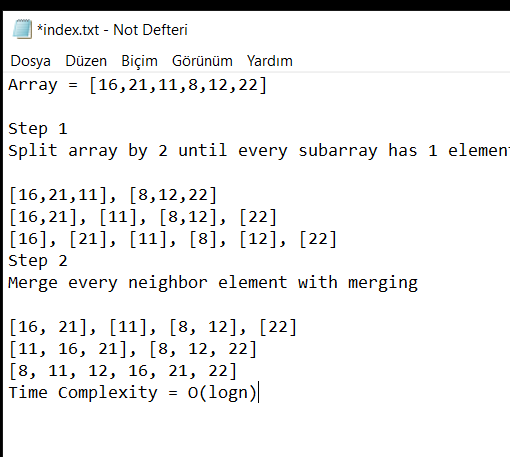 *index.txt - Not Defteri
Dosya Düzen Biçim Görünüm Yardım
Array = [16,21,11,8,12,22]
Step 1
Split array by 2 until every subarray has 1 element
[16,21,11], [8,12,22]
[16,21], [11], [8,12], [22]
[16], [21], [11], [8], [12], [22]
Step 2
Merge every neighbor element with merging
[16, 21], [11], [8, 12], [22]
[11, 16, 21], [8, 12, 22]
[8, 11, 12, 16, 21, 22]
Time Complexity = O(logn)